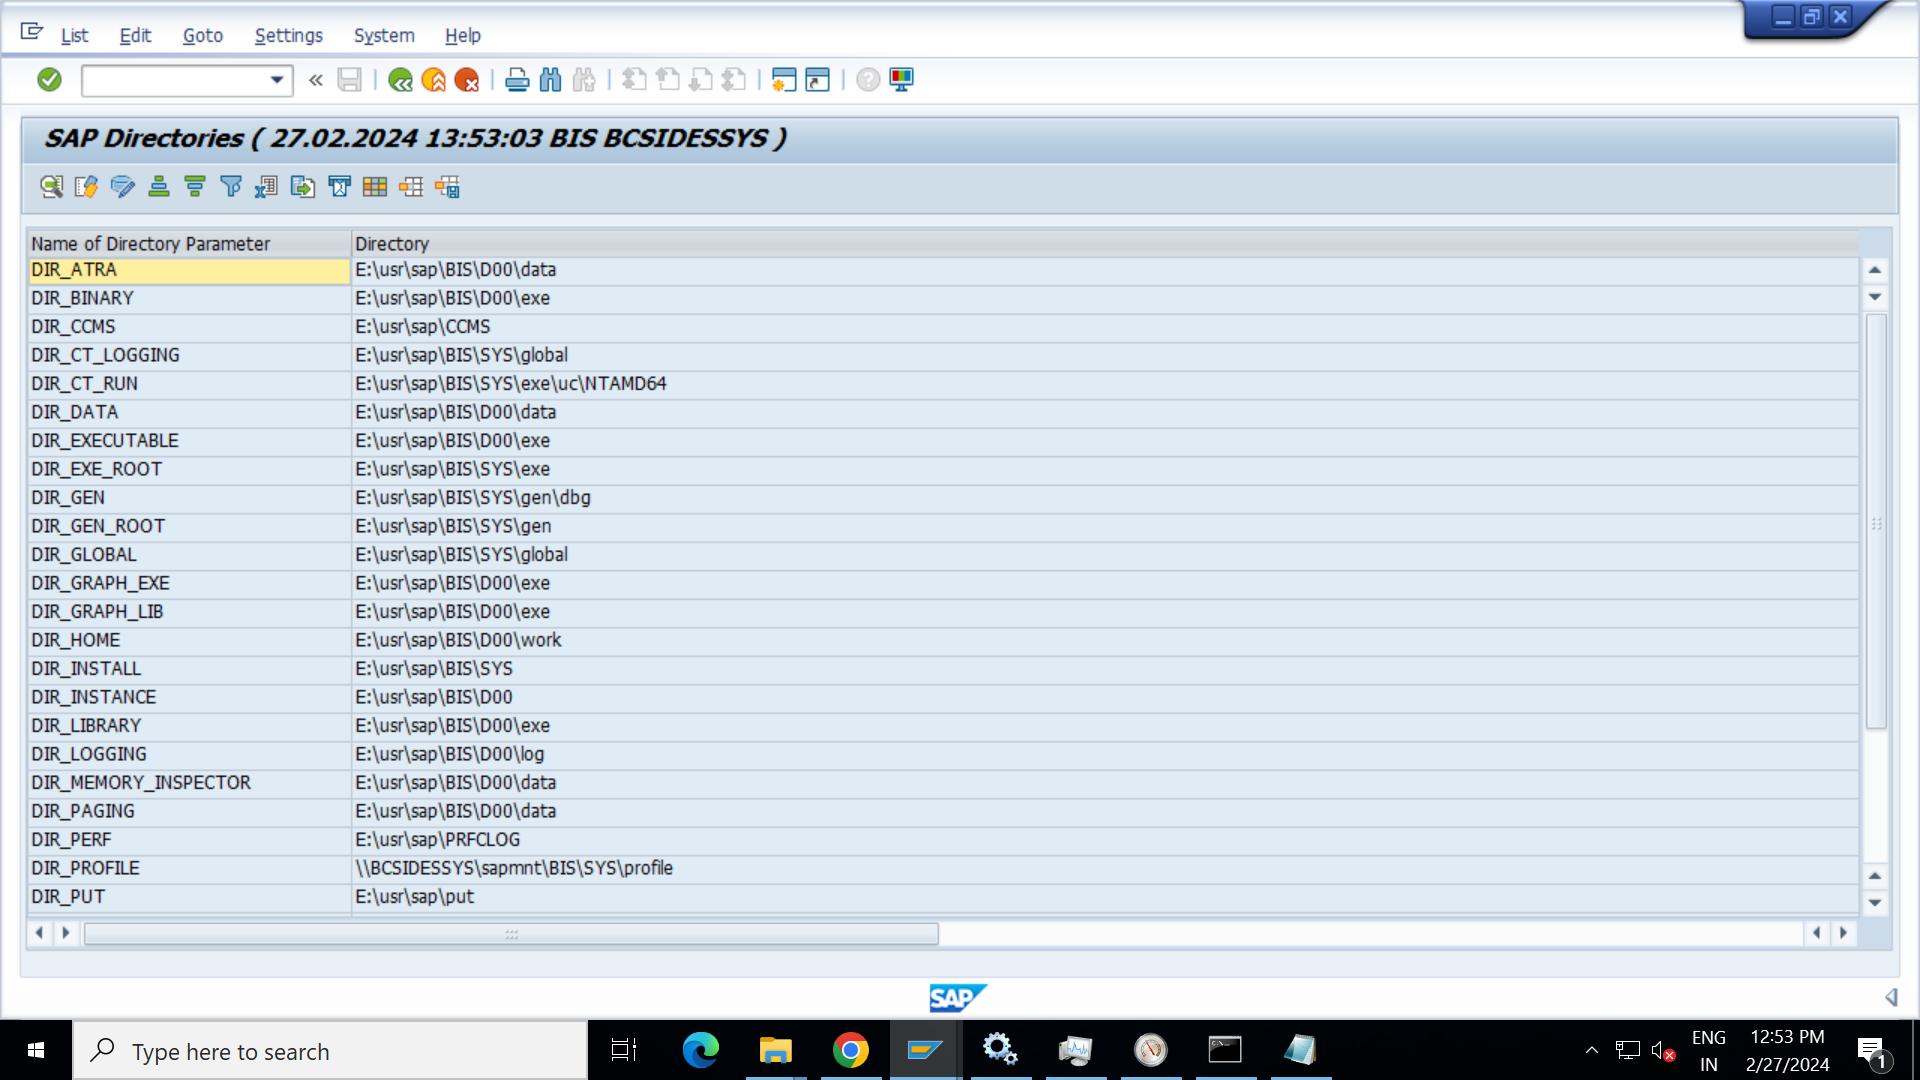 List Edit Goto Settings System Help
SAP Directories ( 27.02.2024 13:53:03 BIS BCSIDESSYS )
Name of Directory Parameter Directory
DIR_ATRA E:\usr\sap\BIS\D00\data
DIR_BINARY E:\usr\sap\BIS\D00\exe
DIR_CCMS E:\usr\sap\CCMS
DIR_CT_LOGGING E:\usr\sap\BIS\SYS\global
DIR_CT_RUN E:\usr\sap\BIS\SYS\exe\uc\NTAMD64
DIR_DATA E:\usr\sap\BIS\D00\data
DIR_EXECUTABLE E:\usr\sap\BIS\D00\exe
DIR_EXE_ROOT E:\usr\sap\BIS\SYS\exe
DIR_GEN E:\usr\sap\BIS\SYS\gen\dbg
DIR_GEN_ROOT E:\usr\sap\BIS\SYS\gen
DIR_GLOBAL E:\usr\sap\BIS\SYS\global
DIR_GRAPH_EXE E:\usr\sap\BIS\D00\exe
DIR_GRAPH_LIB E:\usr\sap\BIS\D00\exe
DIR_HOME E:\usr\sap\BIS\D00\work
DIR_INSTALL E:\usr\sap\BIS\SYS
DIR_INSTANCE E:\usr\sap\BIS\D00
DIR_LIBRARY E:\usr\sap\BIS\D00\exe
DIR_LOGGING E:\usr\sap\BIS\D00\log
DIR_MEMORY_INSPECTOR E:\usr\sap\BIS\D00\data
DIR_PAGING E:\usr\sap\BIS\D00\data
DIR_PERF E:\usr\sap\PRFCLOG
DIR_PROFILE \\BCSIDESSYS\sapmnt\BIS\SYS\profile
DIR_PUT E:\usr\sap\put
SAP
Type here to search
ENG 12:53 PM
IN 2/27/2024
1